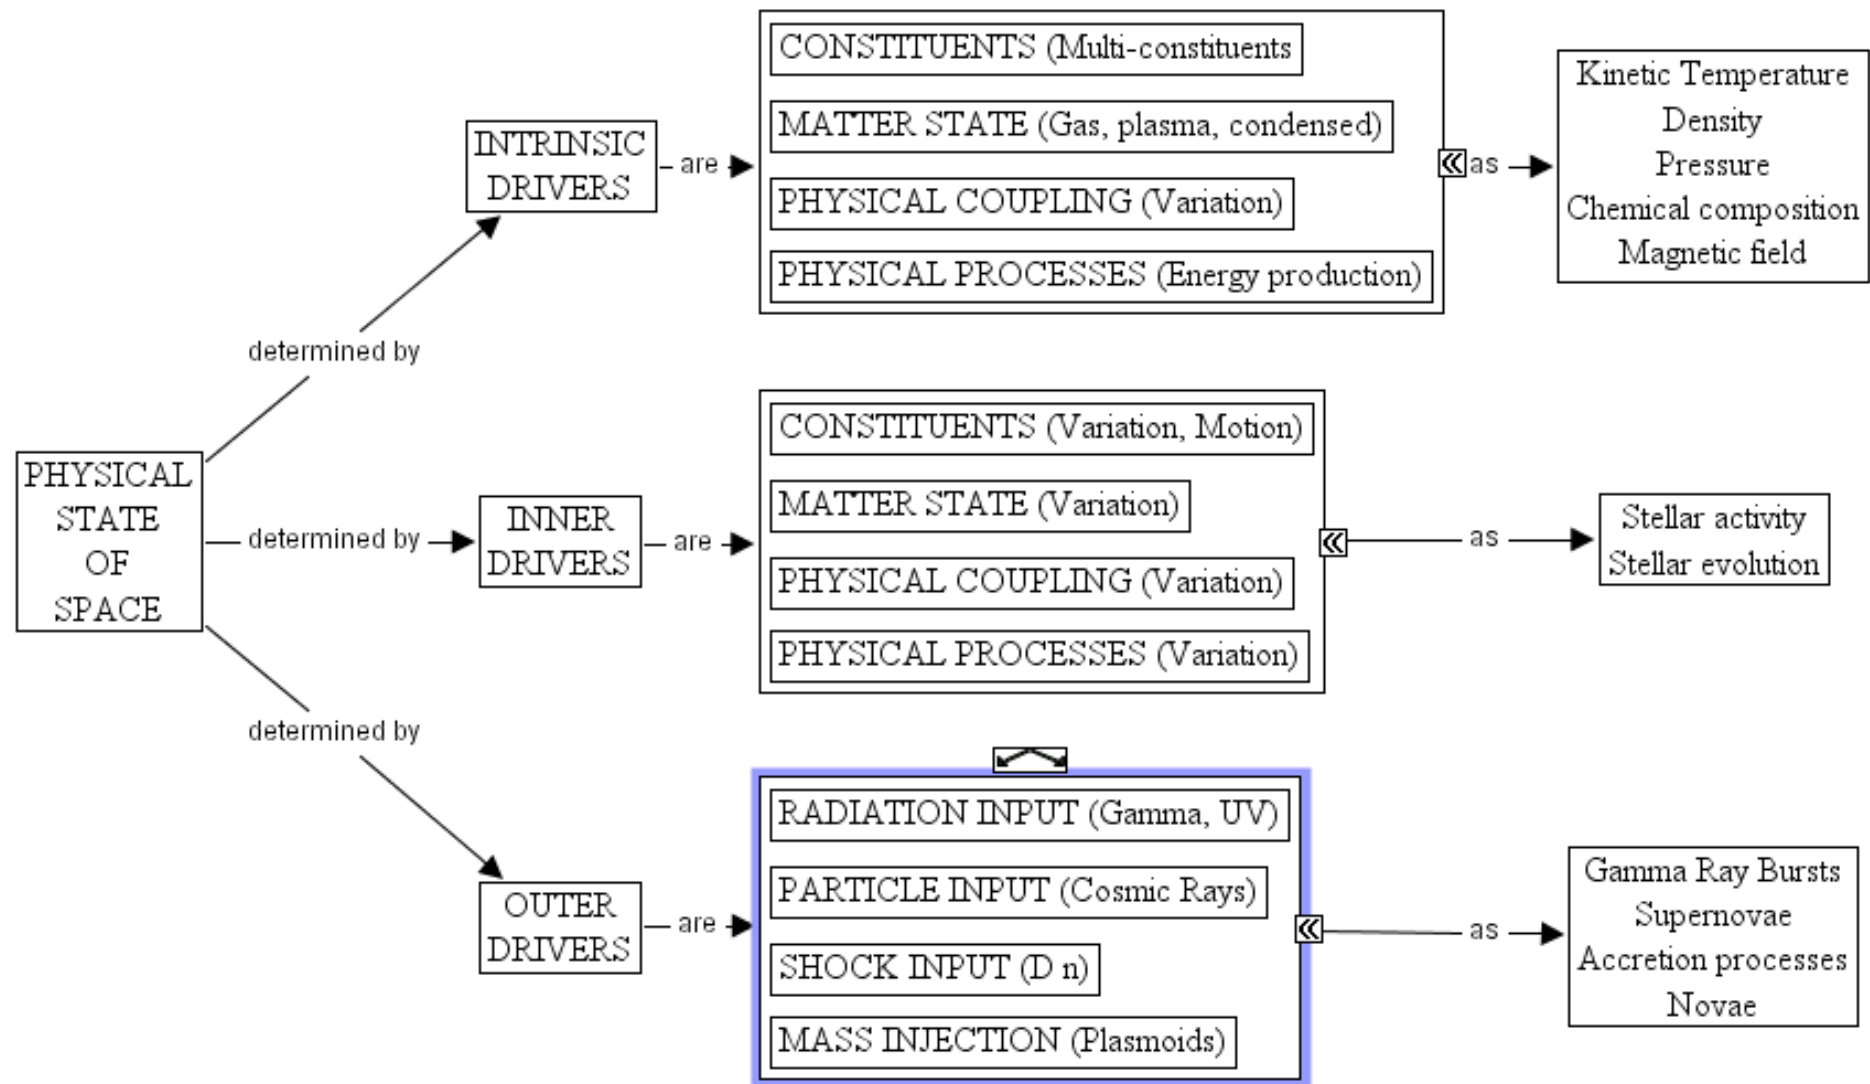 PHYSICAL
STATE
OF
SPACE
determined by
INTRINSIC
DRIVERS
are
CONSTITUENTS (Multi-constituents
MATTER STATE (Gas, plasma, condensed)
PHYSICAL COUPLING (Variation)
PHYSICAL PROCESSES (Energy production)
as
Kinetic Temperature
Density
Pressure
Chemical composition
Magnetic field
determined by
INNER
DRIVERS
are
CONSTITUENTS (Variation, Motion)
MATTER STATE (Variation)
PHYSICAL COUPLING (Variation)
PHYSICAL PROCESSES (Variation)
as
Stellar activity
Stellar evolution
determined by
OUTER
DRIVERS
are
RADIATION INPUT (Gamma, UV)
PARTICLE INPUT (Cosmic Rays)
SHOCK INPUT (D n)
MASS INJECTION (Plasmoids)
as
Gamma Ray Bursts
Supernovae
Accretion processes
Novae